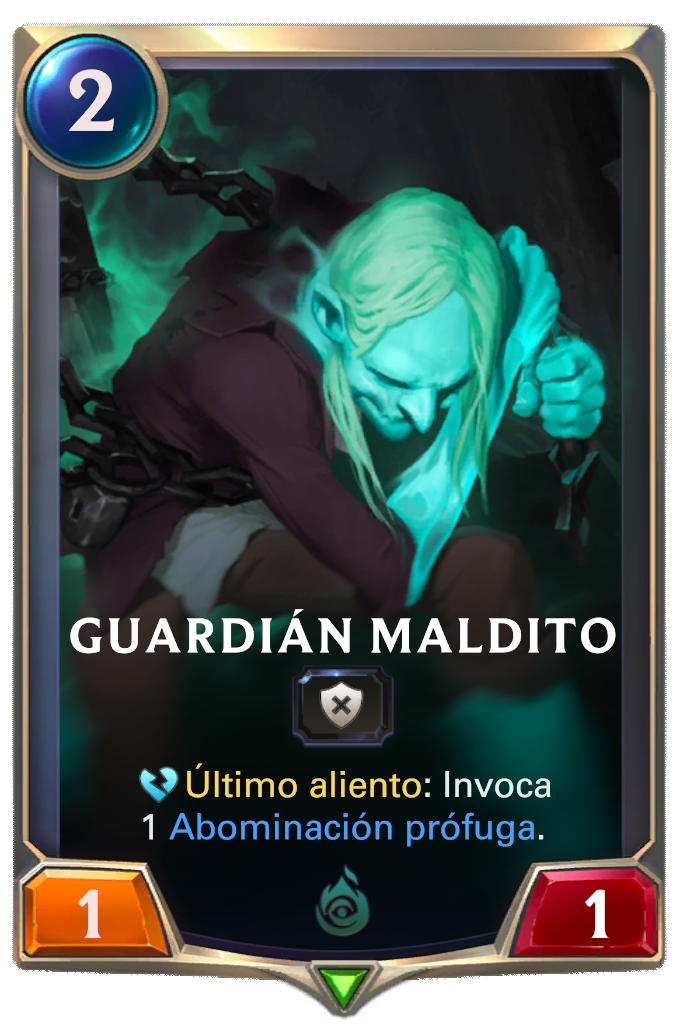 2
GUARDIÁN MALDITO
Último aliento: Invoca
1 Abominación prófuga.
1
1